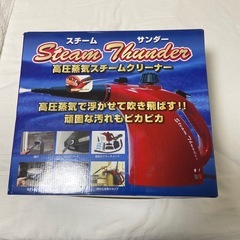 スチーム サンダー
Steam Thunder
高圧蒸気スチームクリーナー
高圧蒸気で浮かせて吹き飛ばす!!
頑固な汚れもピカピカ
Steam Thunder